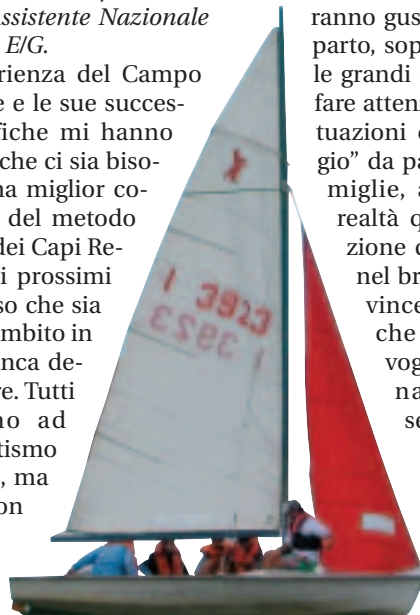 ssistente Nazionale
E/G.
rienza del Campo
e e le sue succes-
fiche mi hanno
che ci sia biso-
na miglior co-
del metodo
dei Capi Re-
i prossimi
so che sia
mbito in
nca de-
re. Tutti
no ad
tismo
, ma
on
I 3923
3923
ranno gus
parto, sop
le grandi
fare atten
tuazioni
gio” da pa
miglie, a
realtà q
zione c
nel br
vince
che
vog
na
se